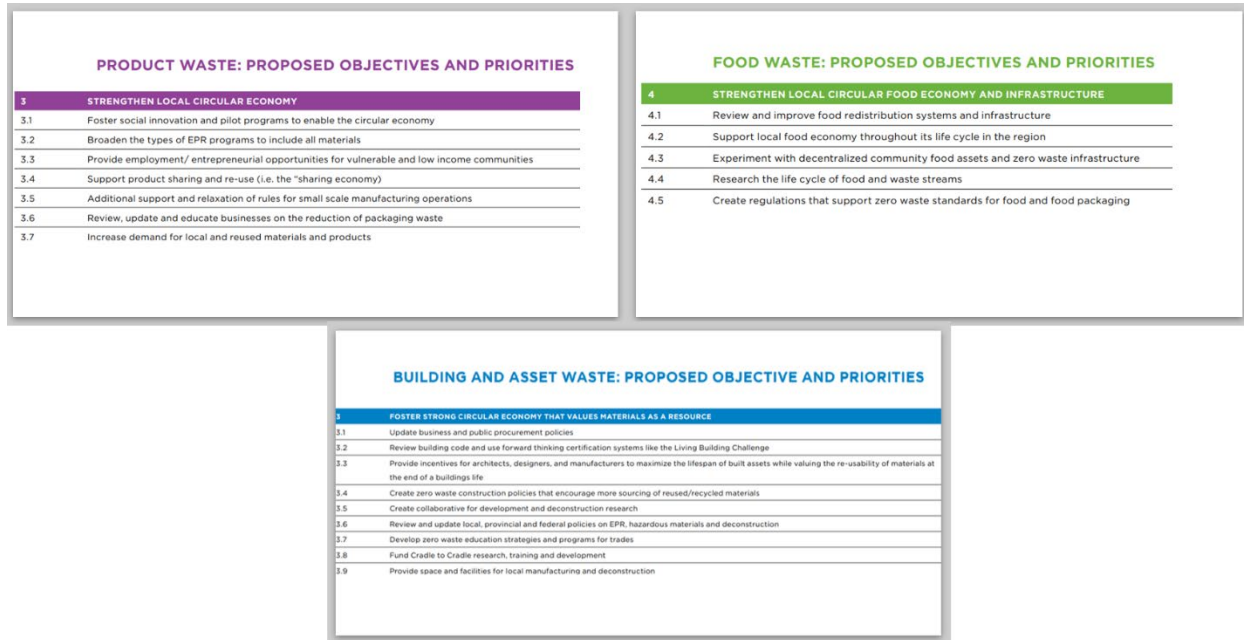 PRODUCT WASTE: PROPOSED OBJECTIVES AND PRIORITIES
3 STRENGTHEN LOCAL CIRCULAR ECONOMY
3.1 Foster social innovation and pilot programs to enable the circular economy
3.2 Broaden the types of EPR programs to include all materials
3.3 Provide employment/ entrepreneurial opportunities for vulnerable and low income communities
3.4 Support product sharing and re-use (i.e. the "sharing economy)
3.5 Additional support and relaxation of rules for small scale manufacturing operations
3.6 Review, update and educate businesses on the reduction of packaging waste
3.7 Increase demand for local and reused materials and products
FOOD WASTE: PROPOSED OBJECTIVES AND PRIORITIES
4 STRENGTHEN LOCAL CIRCULAR FOOD ECONOMY AND INFRASTRUCTURE
4.1 Review and improve food redistribution systems and infrastructure
4.2 Support local food economy throughout its life cycle in the region
4.3 Experiment with decentralized community food assets and zero waste infrastructure
4.4 Research the life cycle of food and waste streams
4.5 Create regulations that support zero waste standards for food and food packaging
BUILDING AND ASSET WASTE: PROPOSED OBJECTIVE AND PRIORITIES
3 FOSTER STRONG CIRCULAR ECONOMY THAT VALUES MATERIALS AS A RESOURCE
3.1 Update business and public procurement policies
3.2 Review building code and use forward thinking certification systems like the Living Building Challenge
3.3 Provide incentives for architects, designers, and manufacturers to maximize the lifespan of built assets while valuing the re-usability of materials at
the end of a buildings life
3.4 Create zero waste construction policies that encourage more sourcing of reused/recycled materials
3.5 Create collaborative for development and deconstruction research
3.6 Review and update local, provincial and federal policies on EPR, hazardous materials and deconstruction
3.7 Develop zero waste education strategies and programs for trades
3.8 Fund Cradle to Cradle research, training and development
3.9 Provide space and facilities for local manufacturing and deconstruction